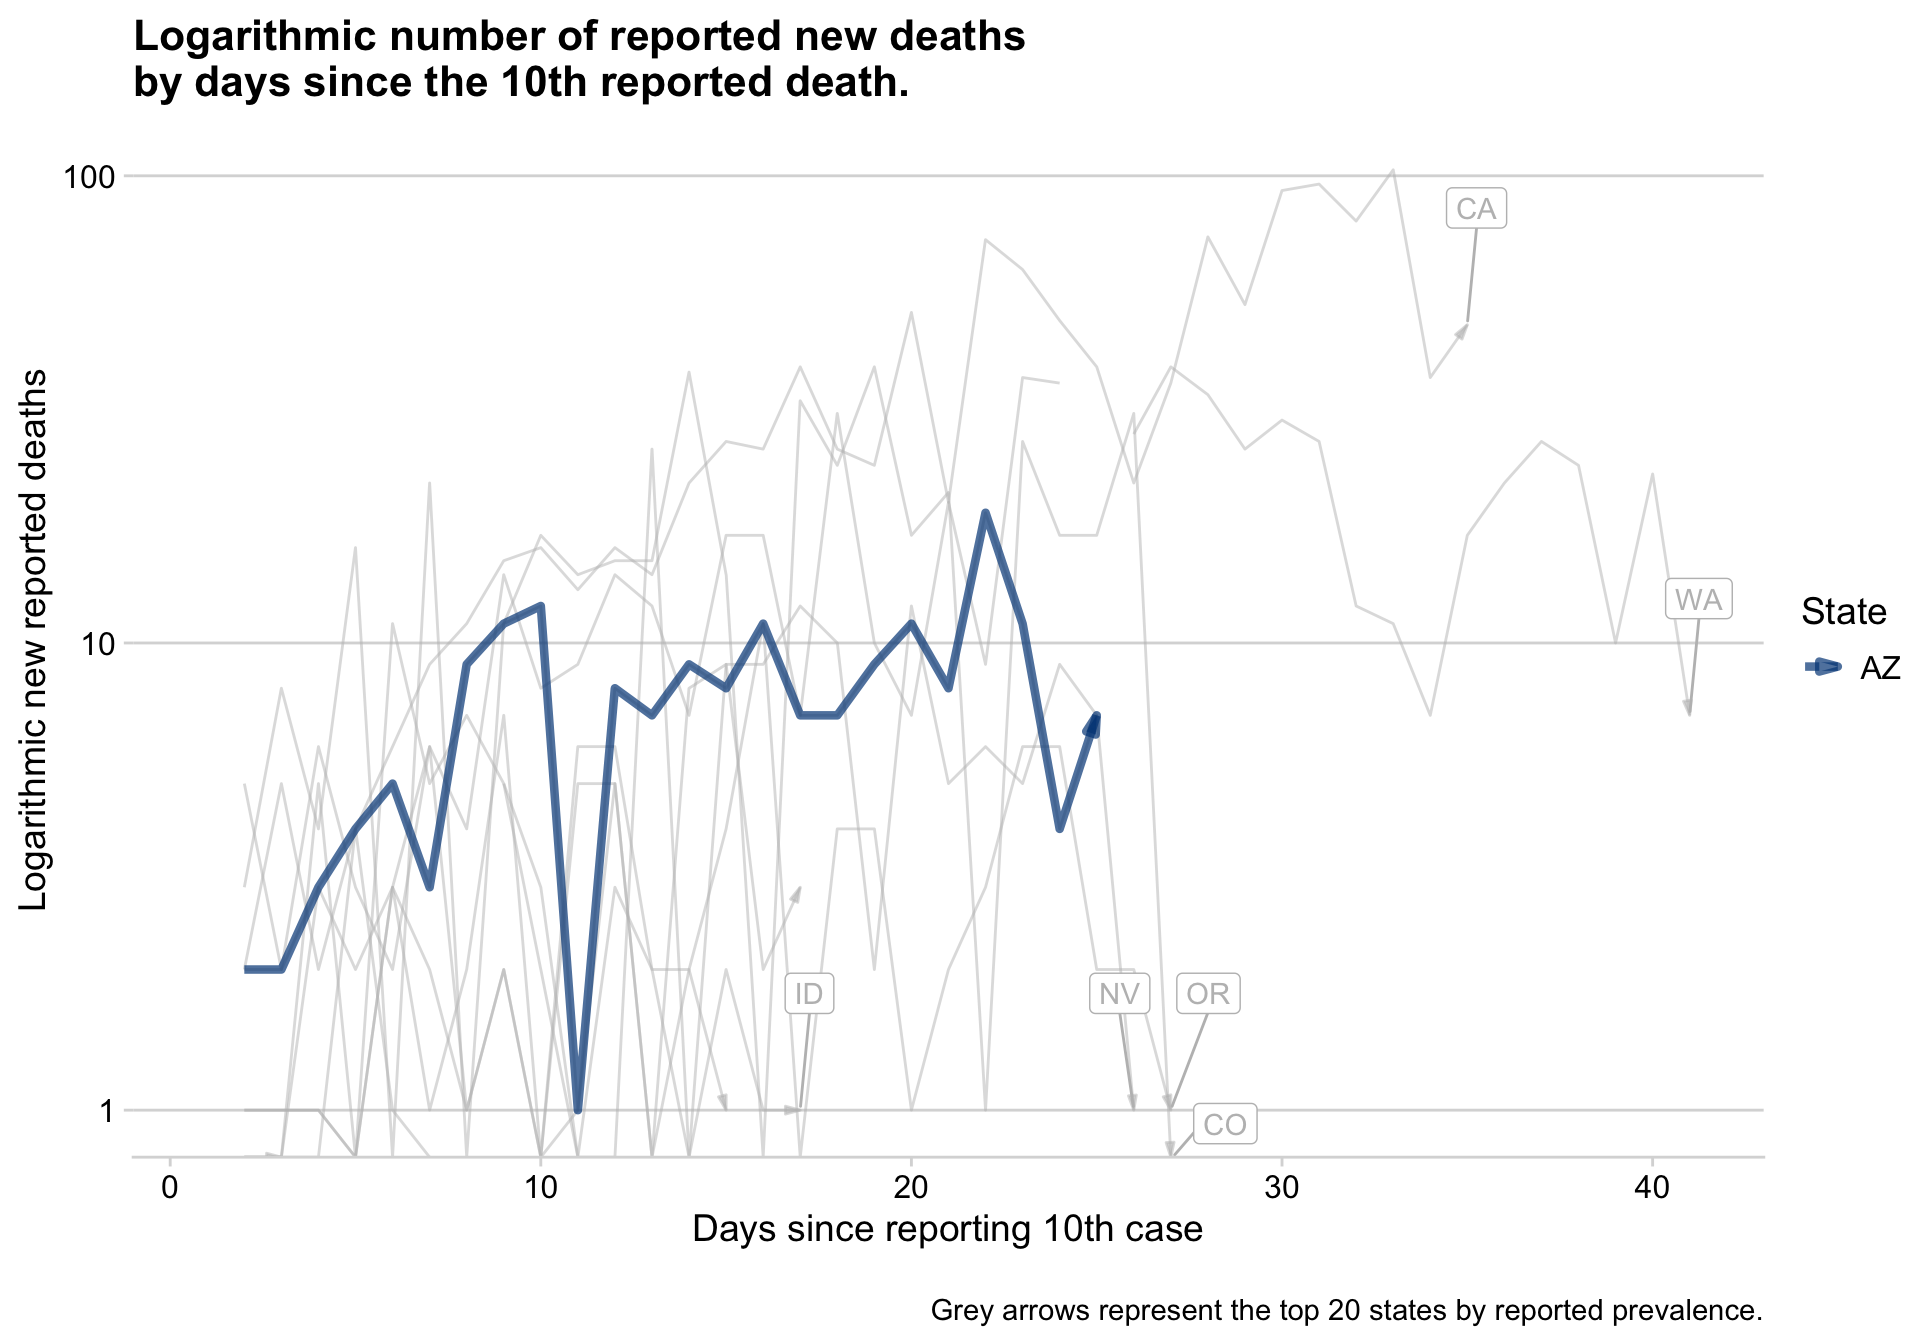 Logarithmic number of reported new deaths
by days since the 10th reported death.
Logarithmic new reported deaths
100
10
1
CA
WA
ID
NV
OR
CO
State
AZ
0 10 20 30 40
Days since reporting 10th case
Grey arrows represent the top 20 states by reported prevalence.